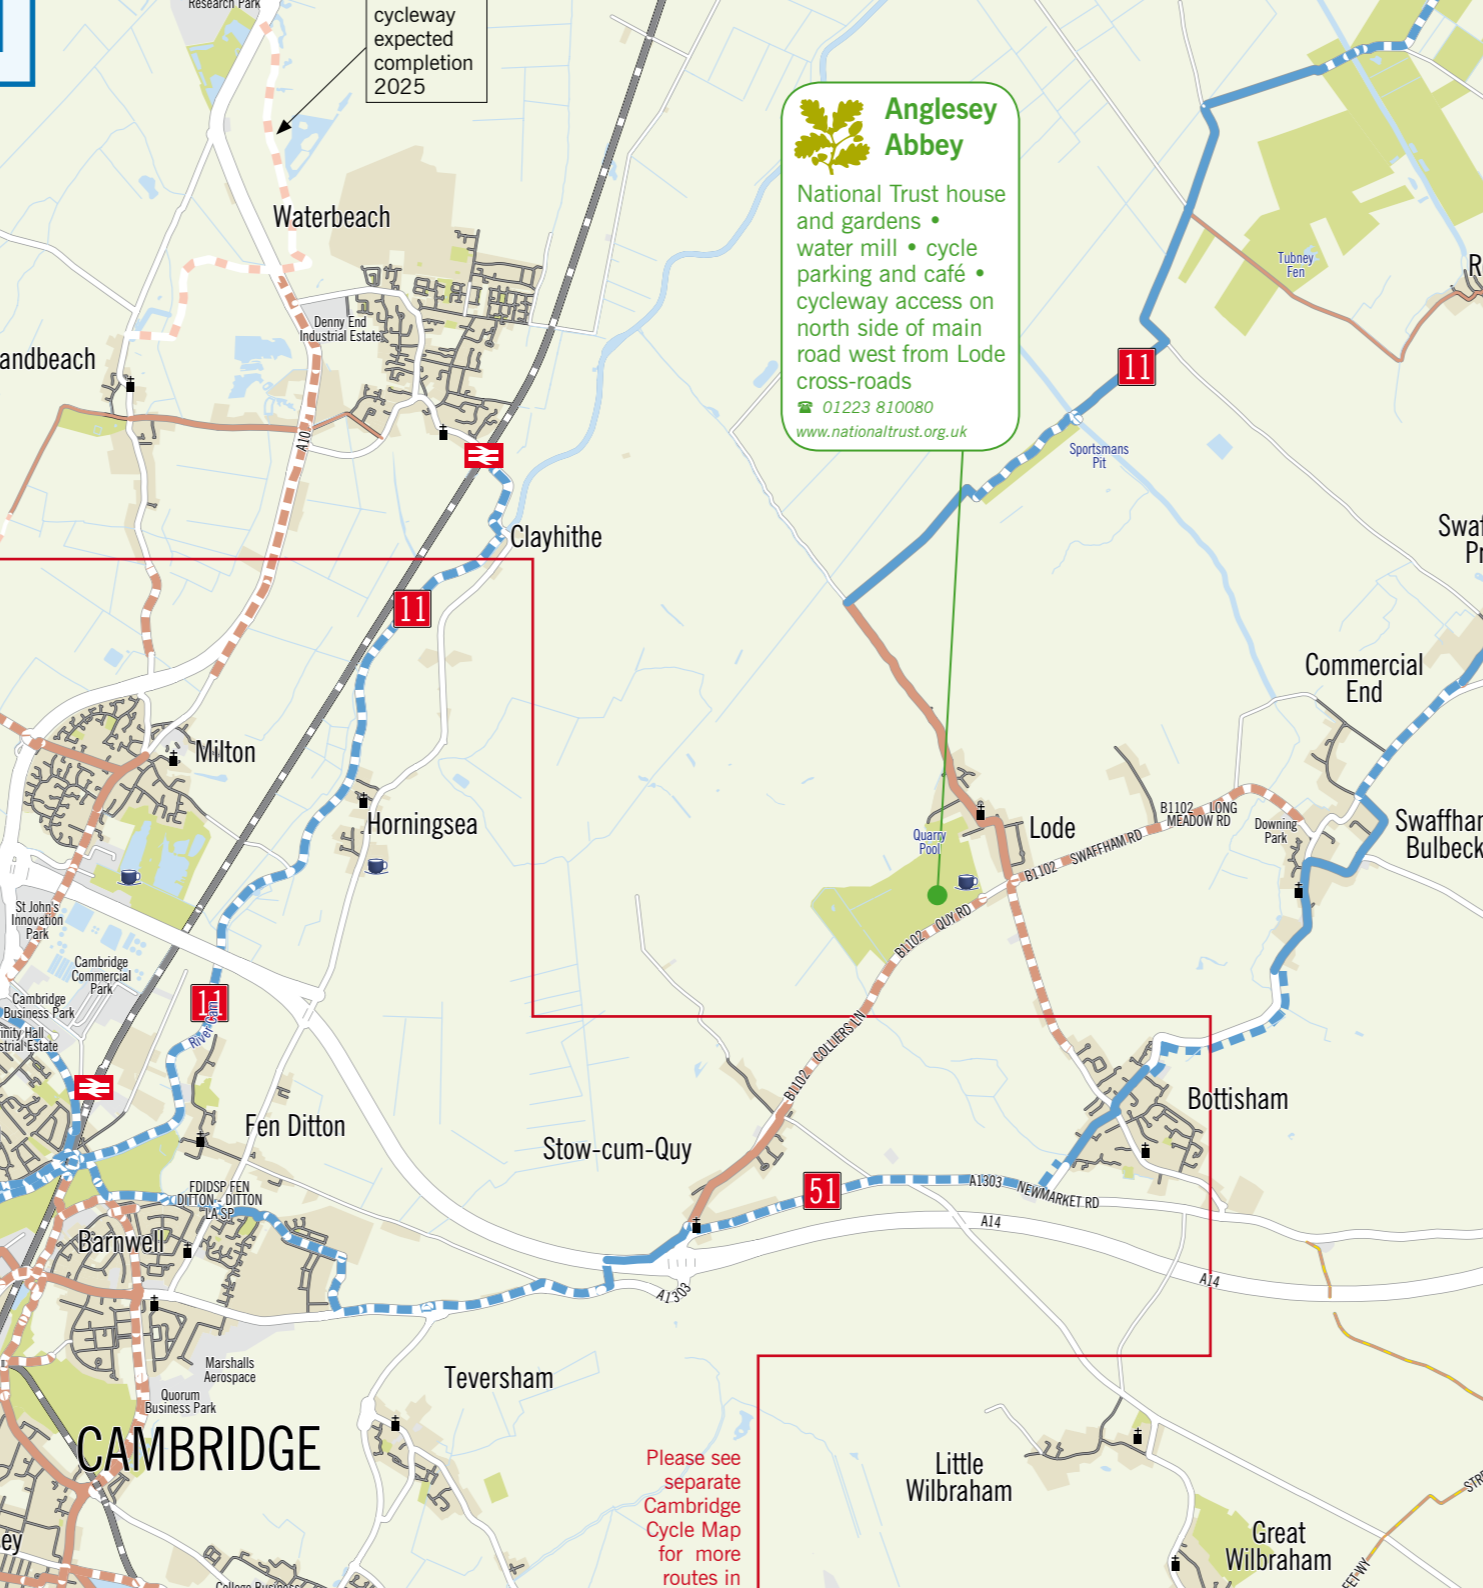 Research Park
cycleway
expected
completion
2025
Anglesey
Abbey
National Trust house
and gardens •
water mill • cycle
parking and café •
cycleway access on
north side of main
road west from Lode
cross-roads
☎ 01223 810080
www.nationaltrust.org.uk
Waterbeach
Tubney
Fen
Denny End
Industrial Estate
andbeach
11
A10
Sportsmans
Pit
Clayhithe
11
Commercial
End
Milton
B1102 LONG
MEADOW RD
Horningsea
Quarry
Pool
Lode
Downing
Park
Swaffhar
Bulbeck
B1102 SWAFFHAM RD
B1102 QUY RD
St John's
Innovation
Park
Cambridge
Commercial
Park
Cambridge
Business Park
inity Hall
strial Estate
11
River Cam
B1102 COLLIERS LN
Bottisham
Fen Ditton
Stow-cum-Quy
FDIDSP FEN
DITTON - DITTON
LA SP
51
A1303 NEWMARKET RD
A14
Barnwell
A14
A1303
Marshalls
Aerospace
Teversham
Quorum
Business Park
CAMBRIDGE
Please see
separate
Cambridge
Cycle Map
for more
routes in
Little
Wilbraham
Great
Wilbraham
ey
College Business